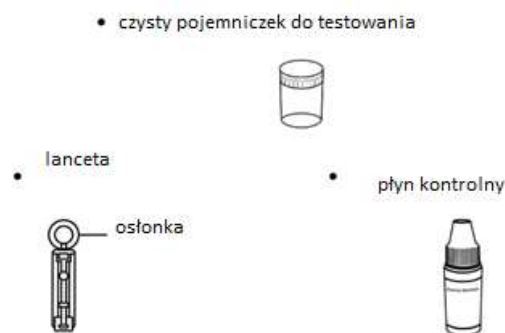 • czysty pojemniczek do testowania
• lanceta
• płyn kontrolny
osłonka